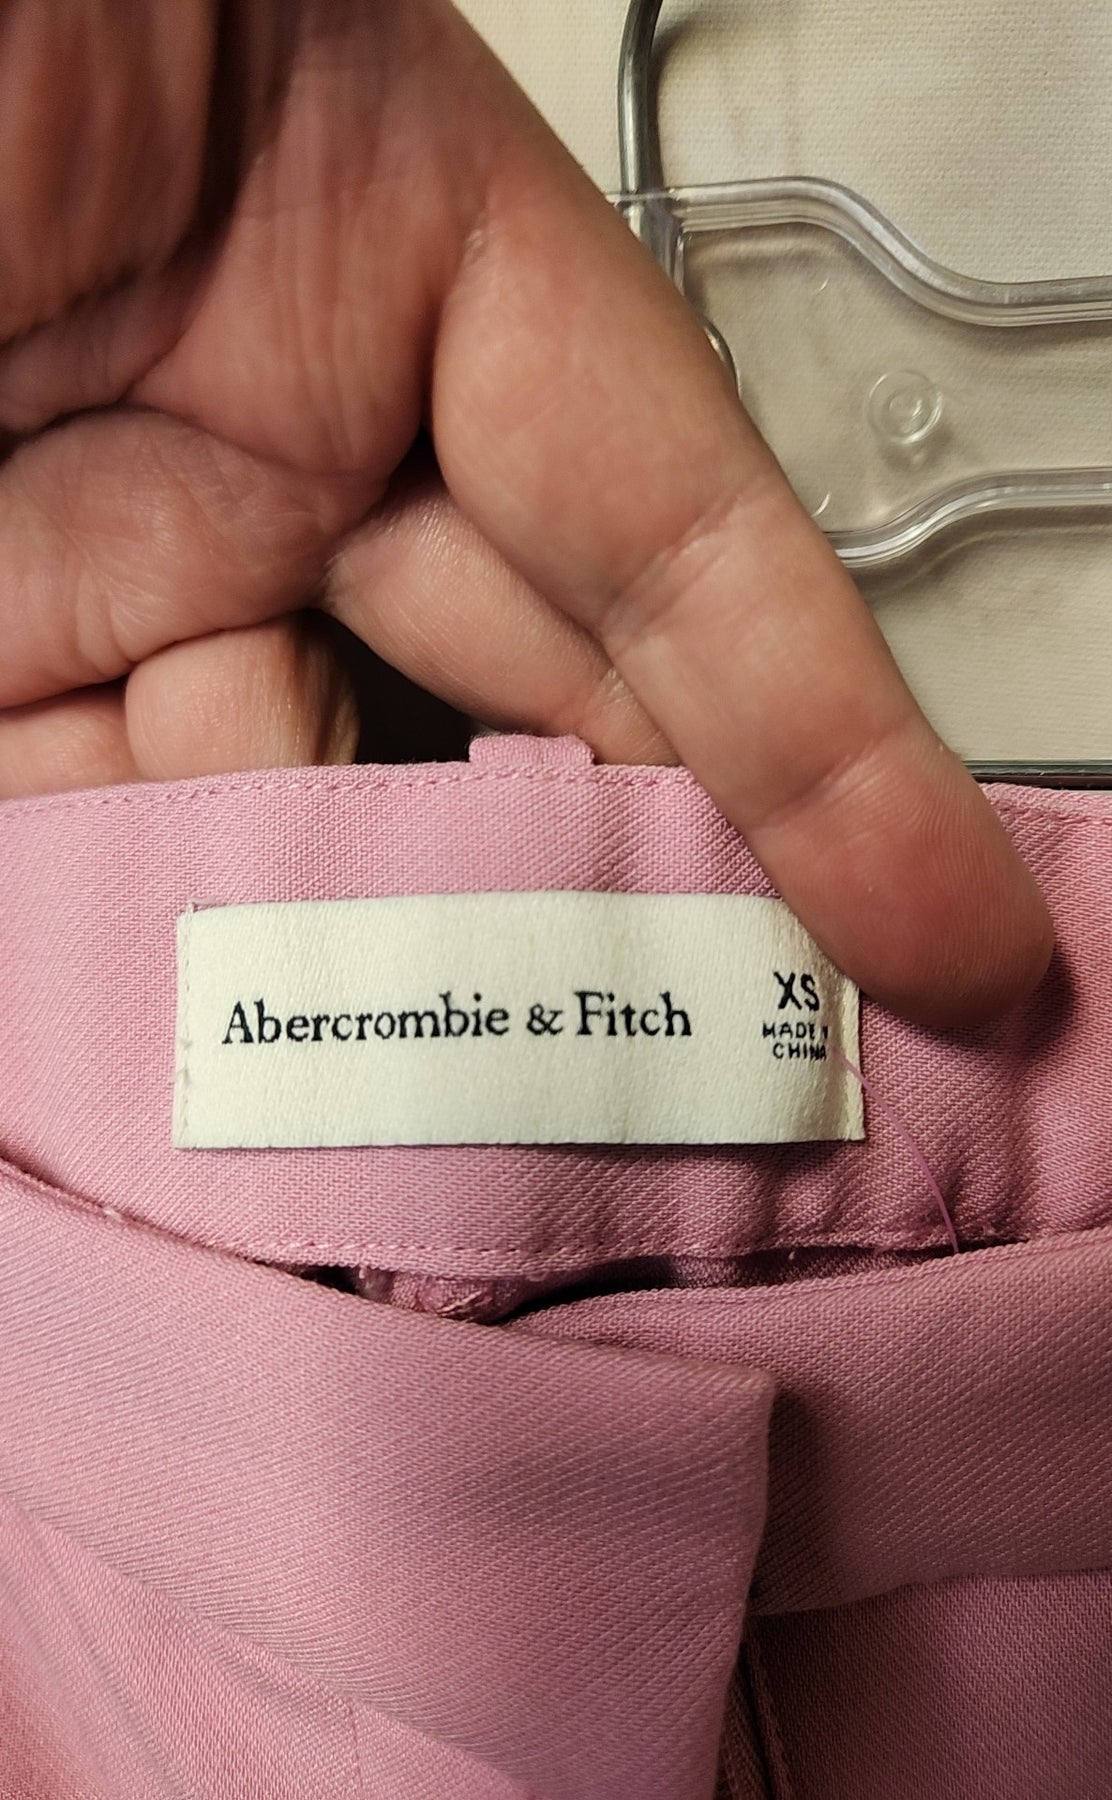 Abercrombie & Fitch
XS
MADE IN
CHINA